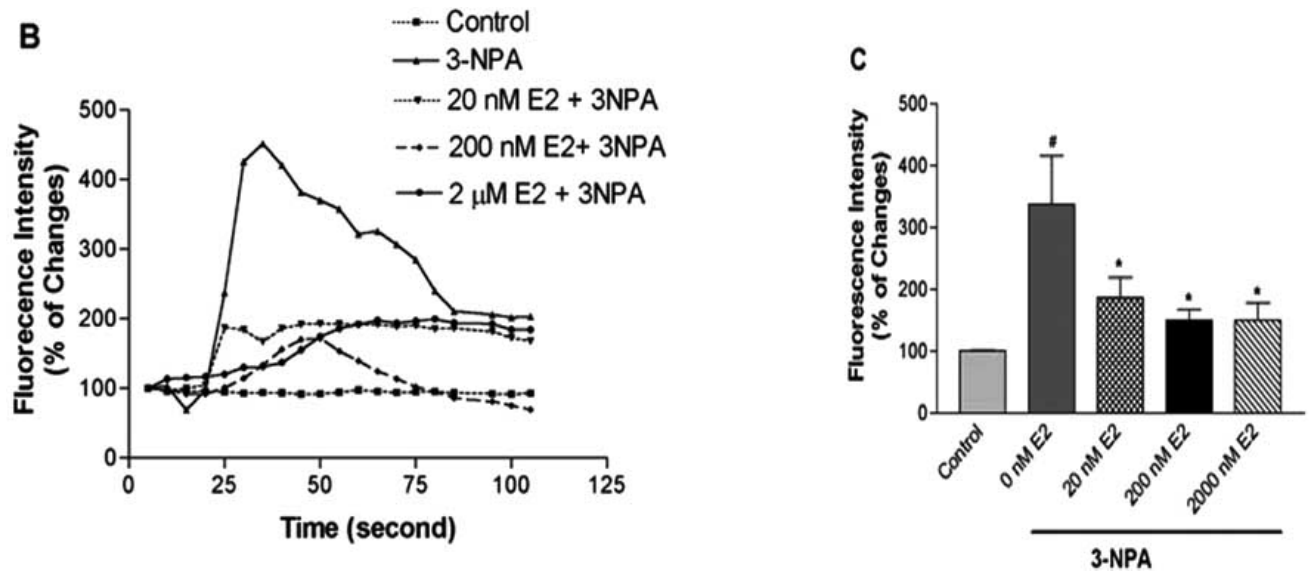 B
Control
3-NPA
20 nM E2 + 3NPA
200 nM E2+ 3NPA
2 μM E2 + 3NPA
Fluorecence Intensity
(% of Changes)
500
400
300
200
100
0
0 25 50 75 100 125
Time (second)
C
Fluorescence Intensity
(% of Changes)
500
400
300
200
100
0
#
*
*
*
Control
0 nM E2
20 nM E2
200 nM E2
2000 nM E2
3-NPA